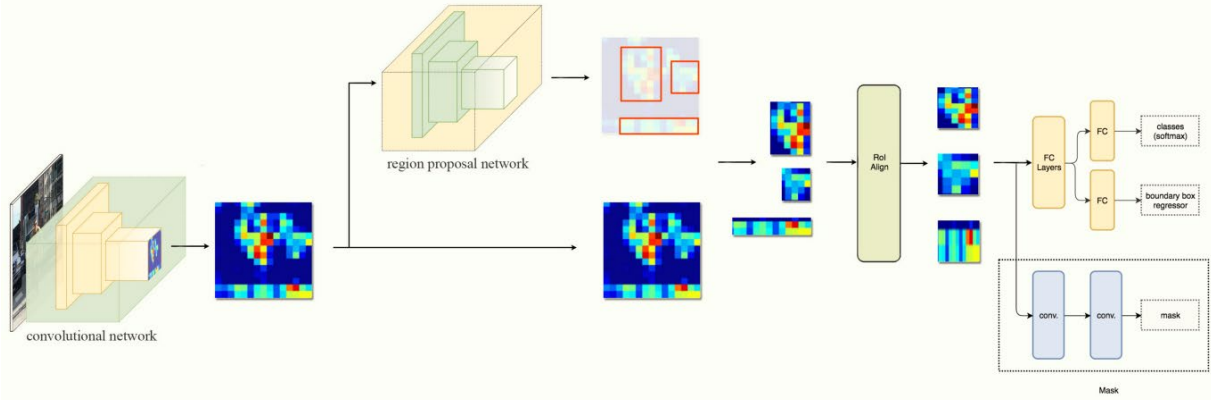 region proposal network
convolutional network
RoI
Align
FC
Layers
FC
classes
(softmax)
FC
boundary box
regressor
conv.
conv.
mask
Mask